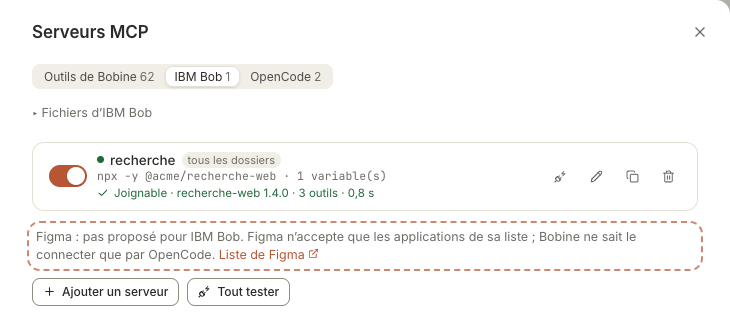 Serveurs MCP
Outils de Bobine 62 IBM Bob 1 OpenCode 2
▸ Fichiers d’IBM Bob
recherche tous les dossiers
npx -y @acme/recherche-web · 1 variable(s)
✓ Joignable · recherche-web 1.4.0 · 3 outils · 0,8 s
Figma : pas proposé pour IBM Bob. Figma n’accepte que les applications de sa liste ; Bobine ne sait le
connecter que par OpenCode. Liste de Figma
+ Ajouter un serveur Tout tester